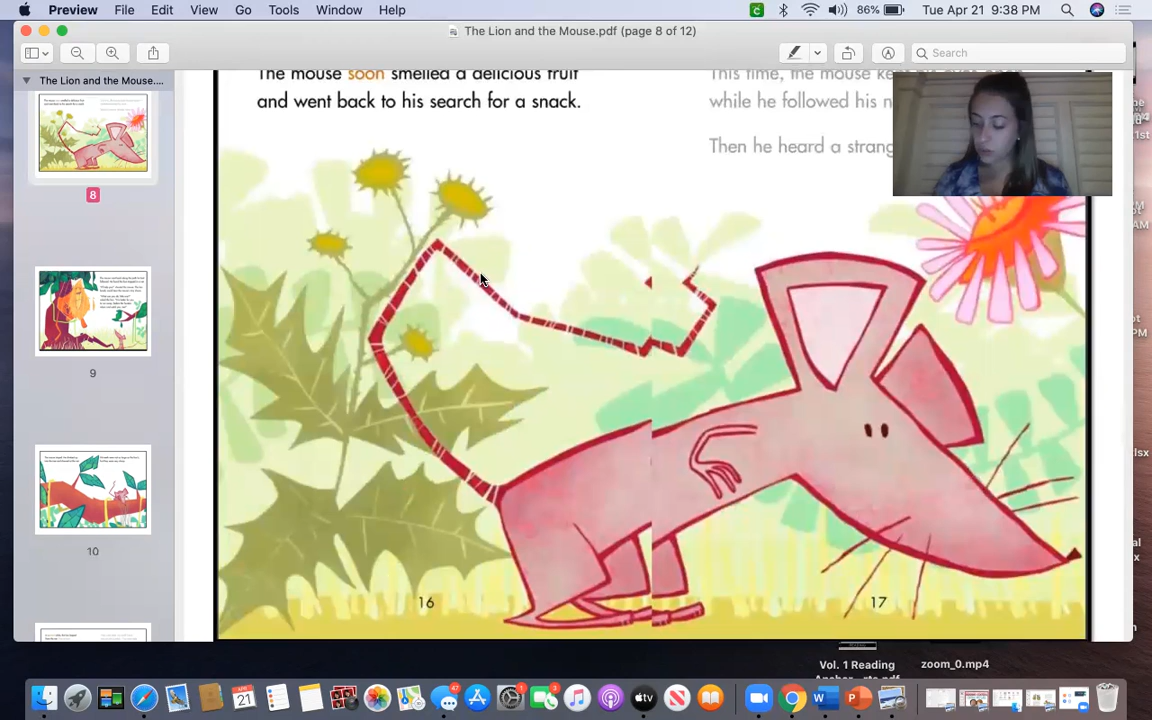 Preview File Edit View Go Tools Window Help 86% Tue Apr 21 9:38 PM
The Lion and the Mouse.pdf (page 8 of 12)
Search
The Lion and the Mouse....
8
9
10
The mouse soon smelled a delicious fruit
and went back to his search for a snack.
This time, the mouse
while he followed his
Then he heard a
16
17
Vol. 1 Reading
zoom_0.mp4